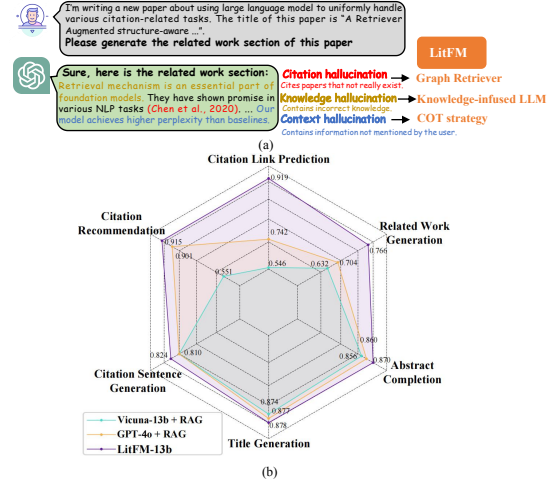 I'm writing a new paper about using large language model to uniformly handle
various citation-related tasks. The title of this paper is "A Retriever
Augmented structure-aware ...".
Please generate the related work section of this paper
LitFM
Sure, here is the related work section:
Retrieval mechanism is an essential part of
foundation models. They have shown promise in
various NLP tasks (Chen et al., 2020). ... Our
model achieves higher perplexity than baselines.
Citation hallucination
Cites papers that not really exist.
Graph Retriever
Knowledge hallucination
Contains incorrect knowledge.
Knowledge-infused LLM
Context hallucination
Contains information not mentioned by the user.
COT strategy
(a)
Citation Link Prediction
0.919
0.742
0.546
Citation
Recommendation
0.915
0.901
0.551
Related Work
Generation
0.766
0.704
0.632
Citation Sentence
Generation
0.824
0.810
Abstract
Completion
0.870
0.860
0.856
0.874
0.877
0.878
Title Generation
Vicuna-13b + RAG
GPT-4o + RAG
LitFM-13b
(b)